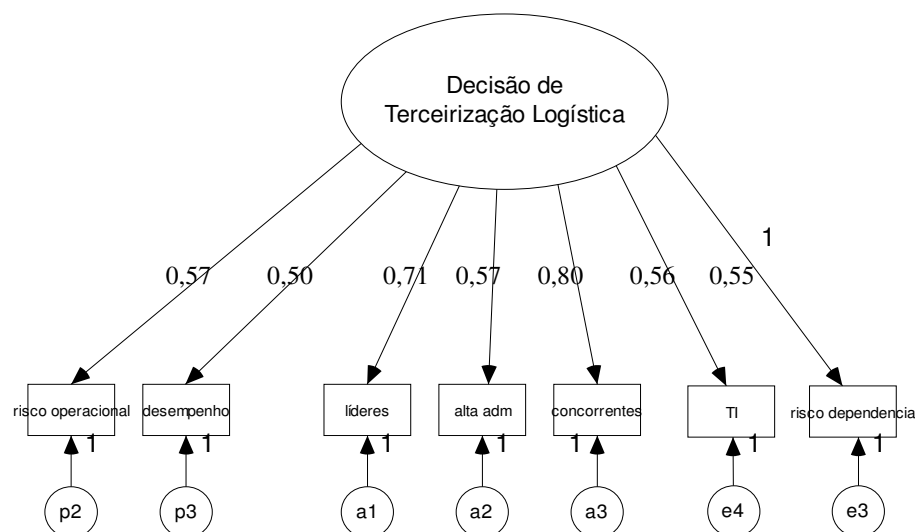 Decisão de
Terceirização Logística
1
0,57
0,50
0,71
0,57
0,80
0,56
0,55
risco operacional
desempenho
líderes
alta adm
concorrentes
TI
risco dependencia
1
1
1
1
1
1
1
p2
p3
a1
a2
a3
e4
e3